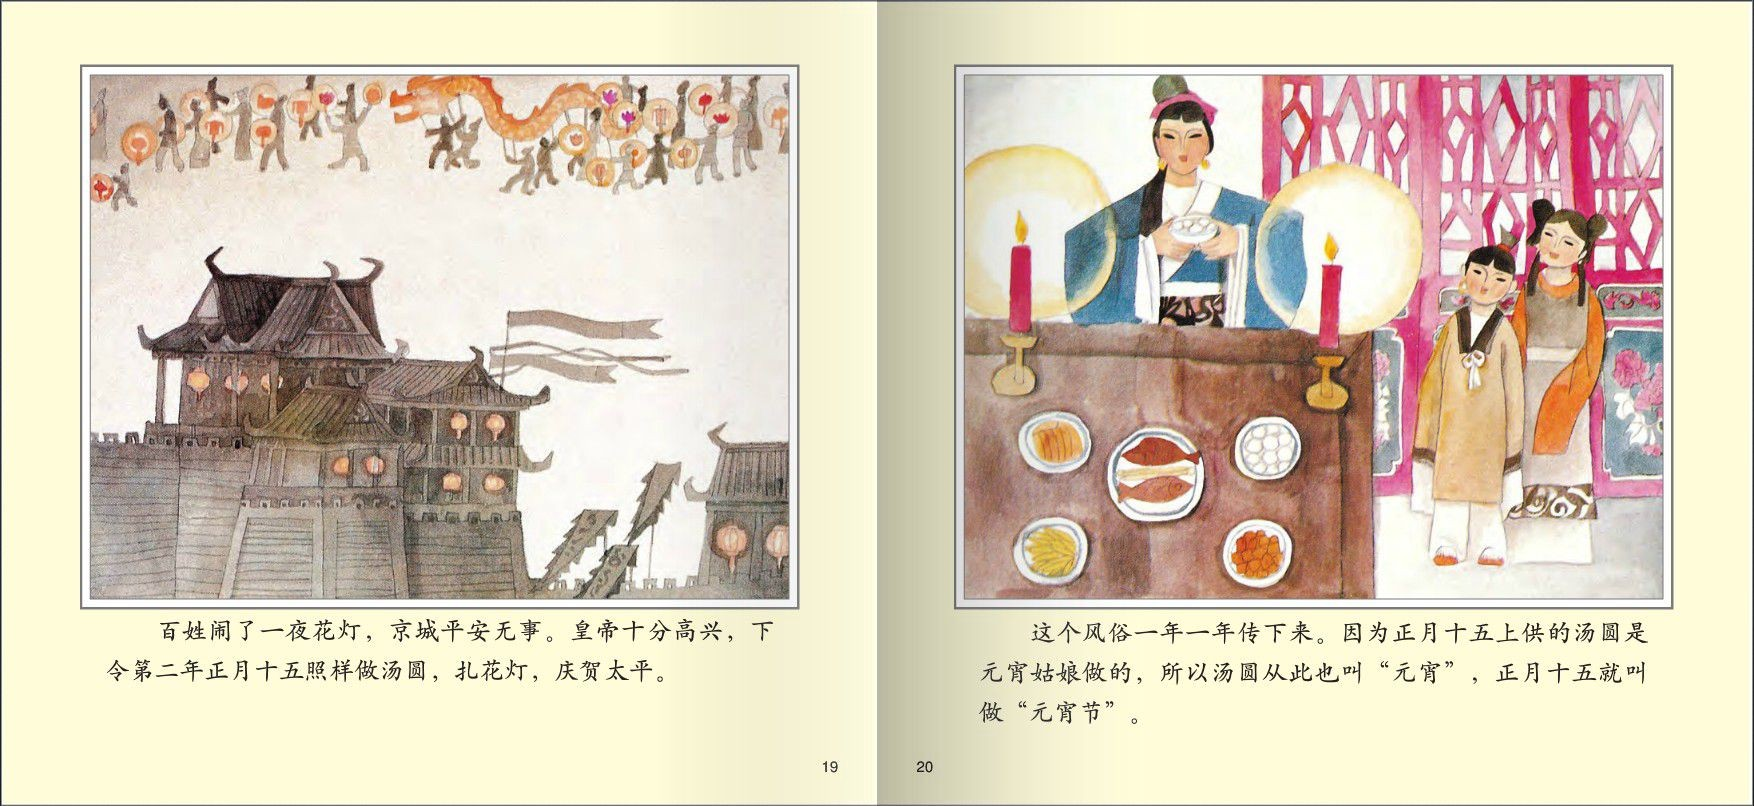 百姓闹了一夜花灯，京城平安无事。皇帝十分高兴，下
令第二年正月十五照样做汤圆，扎花灯，庆贺太平。
19
这个风俗一年一年传下来。因为正月十五上供的汤圆是
元宵姑娘做的，所以汤圆从此也叫“元宵”，正月十五就叫
做“元宵节”。
20